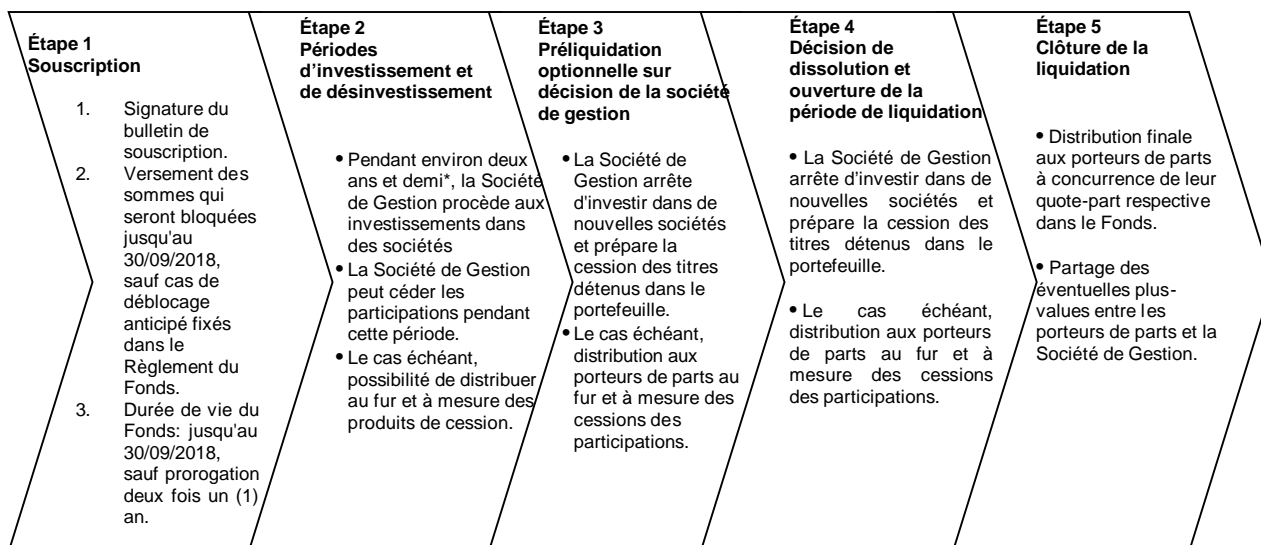 Étape 1
Souscription
1. Signature du
bulletin de
souscription.
2. Versement des
sommes qui
seront bloquées
jusqu'au
30/09/2018,
sauf cas de
déblocage
anticipé fixés
dans le
Règlement du
Fonds.
3. Durée de vie du
Fonds: jusqu'au
30/09/2018,
sauf prorogation
deux fois un (1)
an.
Étape 2
Périodes
d’investissement et
de désinvestissement
• Pendant environ deux
ans et demi*, la Société
de Gestion procède aux
investissements dans
des sociétés
• La Société de Gestion
peut céder les
participations pendant
cette période.
• Le cas échéant,
possibilité de distribuer
au fur et à mesure des
produits de cession.
Étape 3
Préliquidation
optionnelle sur
décision de la société
de gestion
• La Société de
Gestion arrête
d'investir dans de
nouvelles sociétés
et prépare la
cession des titres
détenus dans le
portefeuille.
• Le cas échéant,
distribution aux
porteurs de parts au
fur et à mesure des
cessions des
participations.
Étape 4
Décision de
dissolution et
ouverture de la
période de liquidation
• La Société de Gestion
arrête d’investir dans de
nouvelles sociétés et
prépare la cession des
titres détenus dans le
portefeuille.
• Le cas échéant,
distribution aux porteurs
de parts au fur et à
mesure des cessions
des participations.
Étape 5
Clôture de la
liquidation
• Distribution finale
aux porteurs de parts
à concurrence de leur
quote-part respective
dans le Fonds.
• Partage des
éventuelles plus-
values entre les
porteurs de parts et la
Société de Gestion.